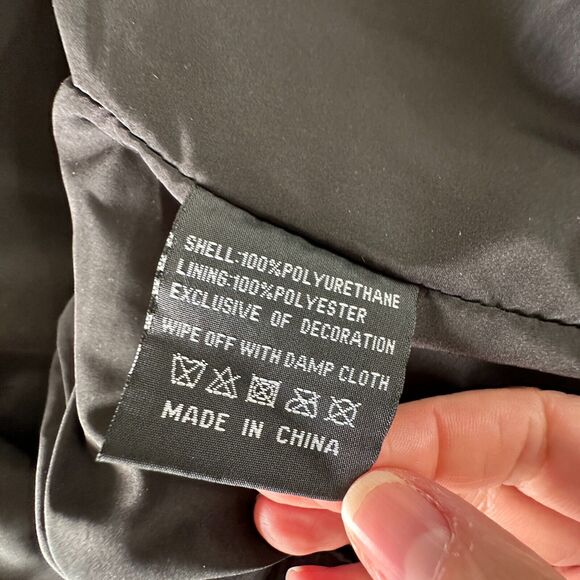 SHELL:100%POLYURETHANE
LINING:100%POLYESTER
EXCLUSIVE OF DECORATION
WIPE OFF WITH DAMP CLOTH
MADE IN CHINA